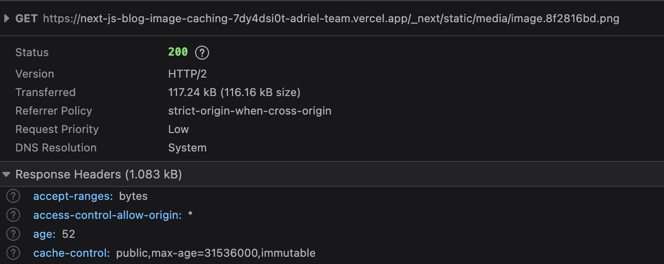 GET https://next-js-blog-image-caching-7dy4dsi0t-adriel-team.vercel.app/_next/static/media/image.8f2816bd.png
Status 200 ?
Version HTTP/2
Transferred 117.24 kB (116.16 kB size)
Referrer Policy strict-origin-when-cross-origin
Request Priority Low
DNS Resolution System
Response Headers (1.083 kB)
? accept-ranges: bytes
? access-control-allow-origin: *
? age: 52
? cache-control: public,max-age=31536000,immutable